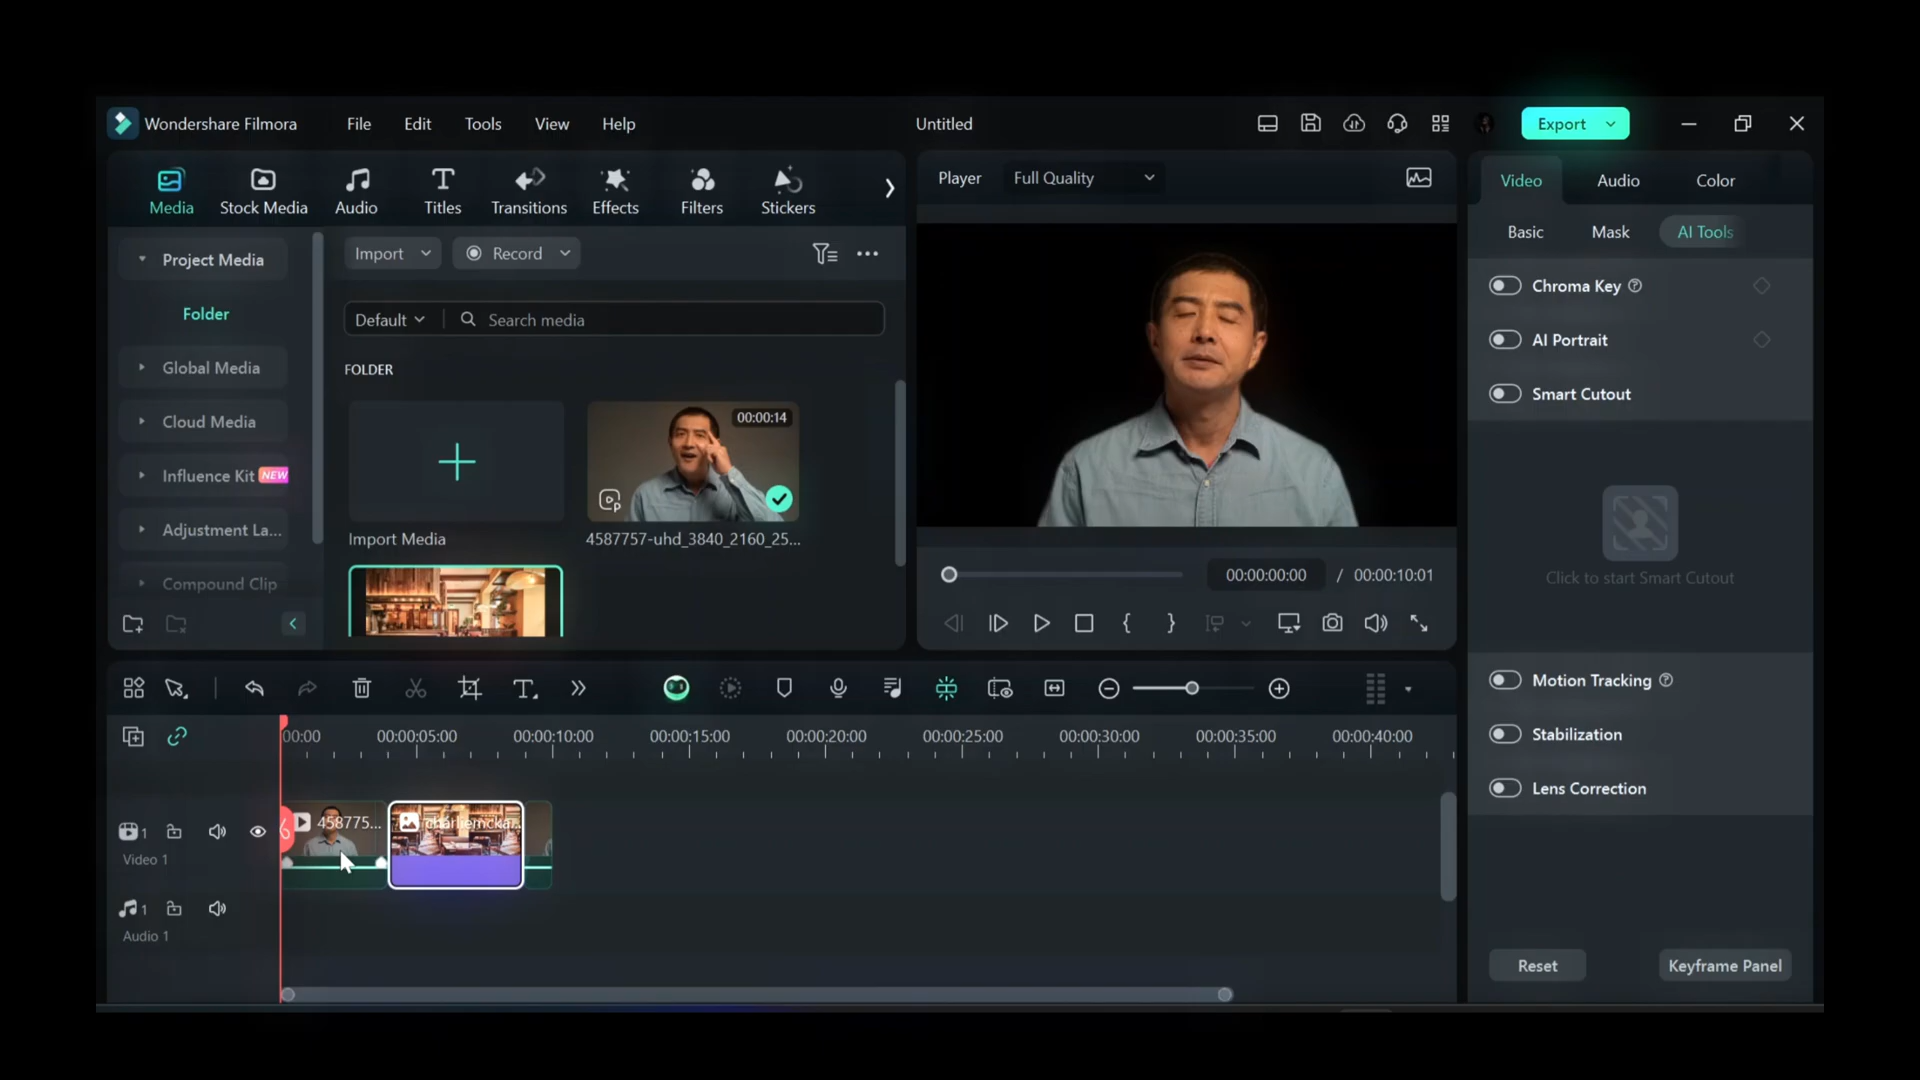 Wondershare Filmora
File
Edit
Tools
View
Help
Untitled
Export
Media
Stock Media
Audio
Titles
Transitions
Effects
Filters
Stickers
Player
Full Quality
Video
Audio
Color
Basic
Mask
AI Tools
Project Media
Folder
Global Media
Cloud Media
Influence Kit NEW
Adjustment La...
Compound Clip
Import
Record
Default
Search media
FOLDER
00:00:14
Import Media
4587757-uhd_3840_2160_25...
00:00:00:00 / 00:00:10:01
Chroma Key
AI Portrait
Smart Cutout
Click to start Smart Cutout
Motion Tracking
Stabilization
Lens Correction
Reset
Keyframe Panel
00:00
00:00:05:00
00:00:10:00
00:00:15:00
00:00:20:00
00:00:25:00
00:00:30:00
00:00:35:00
00:00:40:00
1
Video 1
458775...
1
Audio 1